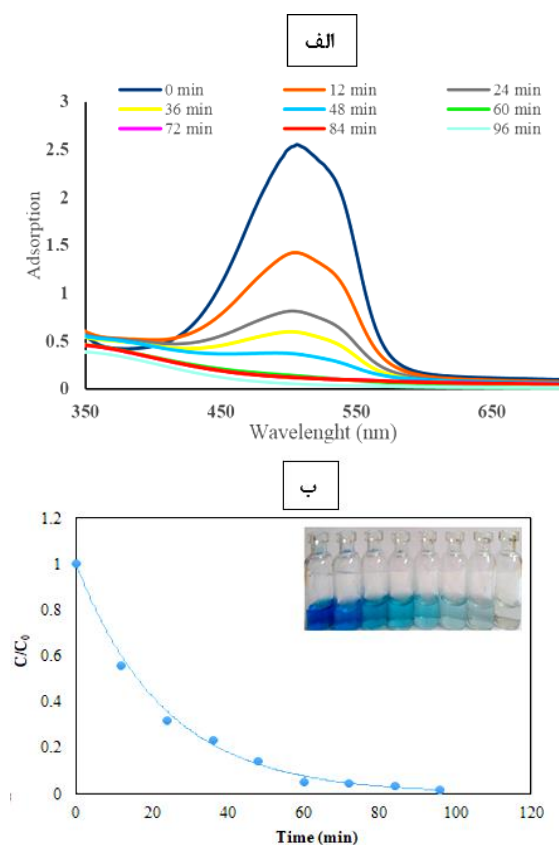 الف
0 min 12 min 24 min
36 min 48 min 60 min
72 min 84 min 96 min
3
2.5
2
1.5
1
0.5
0
Adsorption
350 450 550 650
Wavelenght (nm)
ب
1.2
1
0.8
0.6
0.4
0.2
0
C/C0
0 20 40 60 80 100 120
Time (min)